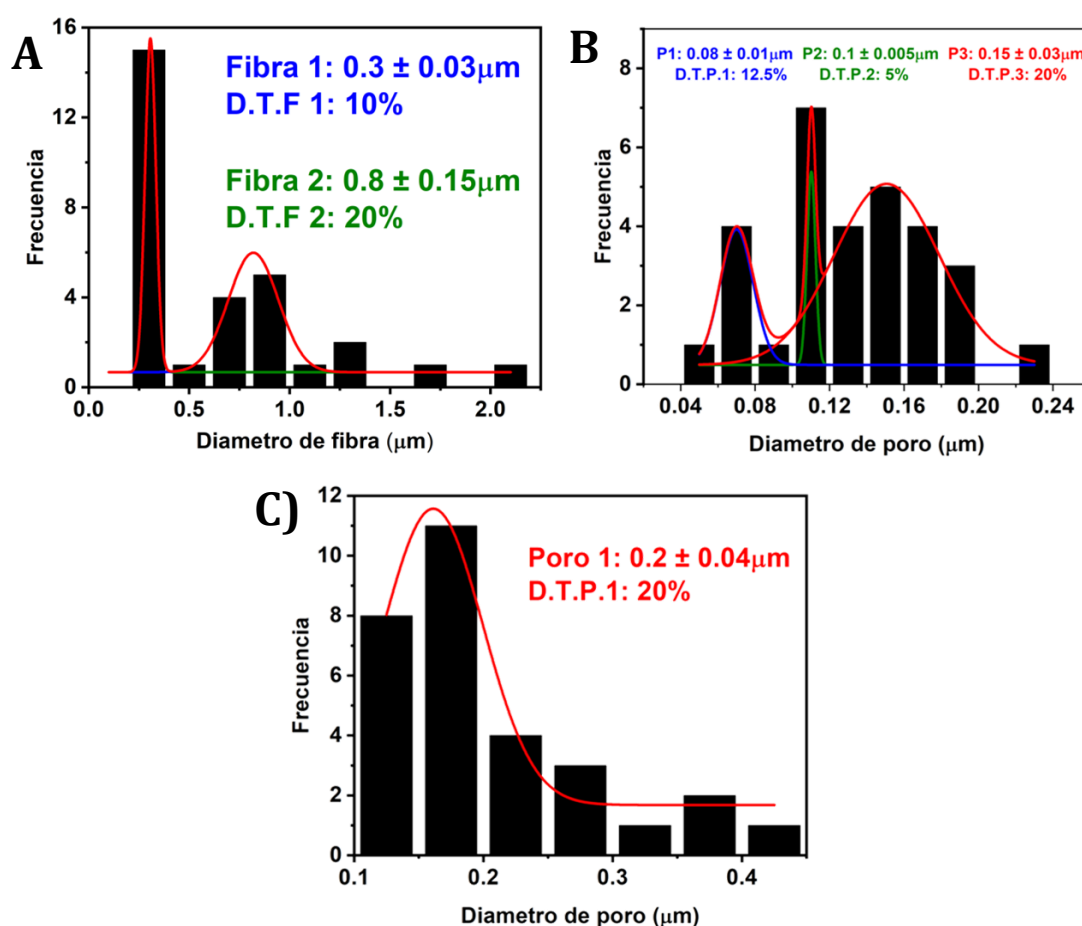 A
Fibra 1: 0.3 ± 0.03μm
D.T.F 1: 10%
Fibra 2: 0.8 ± 0.15μm
D.T.F 2: 20%
Frecuencia
16
12
8
4
0
0.0 0.5 1.0 1.5 2.0
Diametro de fibra (μm)
B
P1: 0.08 ± 0.01μm P2: 0.1 ± 0.005μm P3: 0.15 ± 0.03μm
D.T.P.1: 12.5% D.T.P.2: 5% D.T.P.3: 20%
Frecuencia
8
6
4
2
0
0.04 0.08 0.12 0.16 0.20 0.24
Diametro de poro (μm)
C)
Poro 1: 0.2 ± 0.04μm
D.T.P.1: 20%
Frecuencia
12
10
8
6
4
2
0
0.1 0.2 0.3 0.4
Diametro de poro (μm)